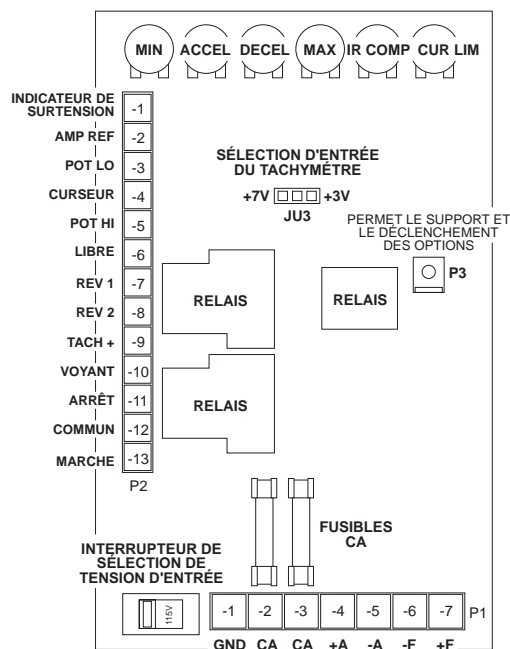 MIN ACCEL DECEL MAX IR COMP CUR LIM
INDICATEUR DE
SURTENSION
-1
AMP REF -2
POT LO -3
CURSEUR -4
POT HI -5
LIBRE -6
REV 1 -7
REV 2 -8
TACH + -9
VOYANT -10
ARRÊT -11
COMMUN -12
MARCHE -13
P2
SÉLECTION D'ENTRÉE
DU TACHYMÉTRE
+7V +3V
JU3
PERMET LE SUPPORT ET
LE DÈCLENCHEMENT
DES OPTIONS
P3
RELAIS
RELAIS
RELAIS
FUSIBLES
CA
INTERRUPTEUR DE
SÉLECTION DE
TENSION D'ENTRÉE
115V
-1 -2 -3 -4 -5 -6 -7 P1
GND CA CA +A -A -F +F